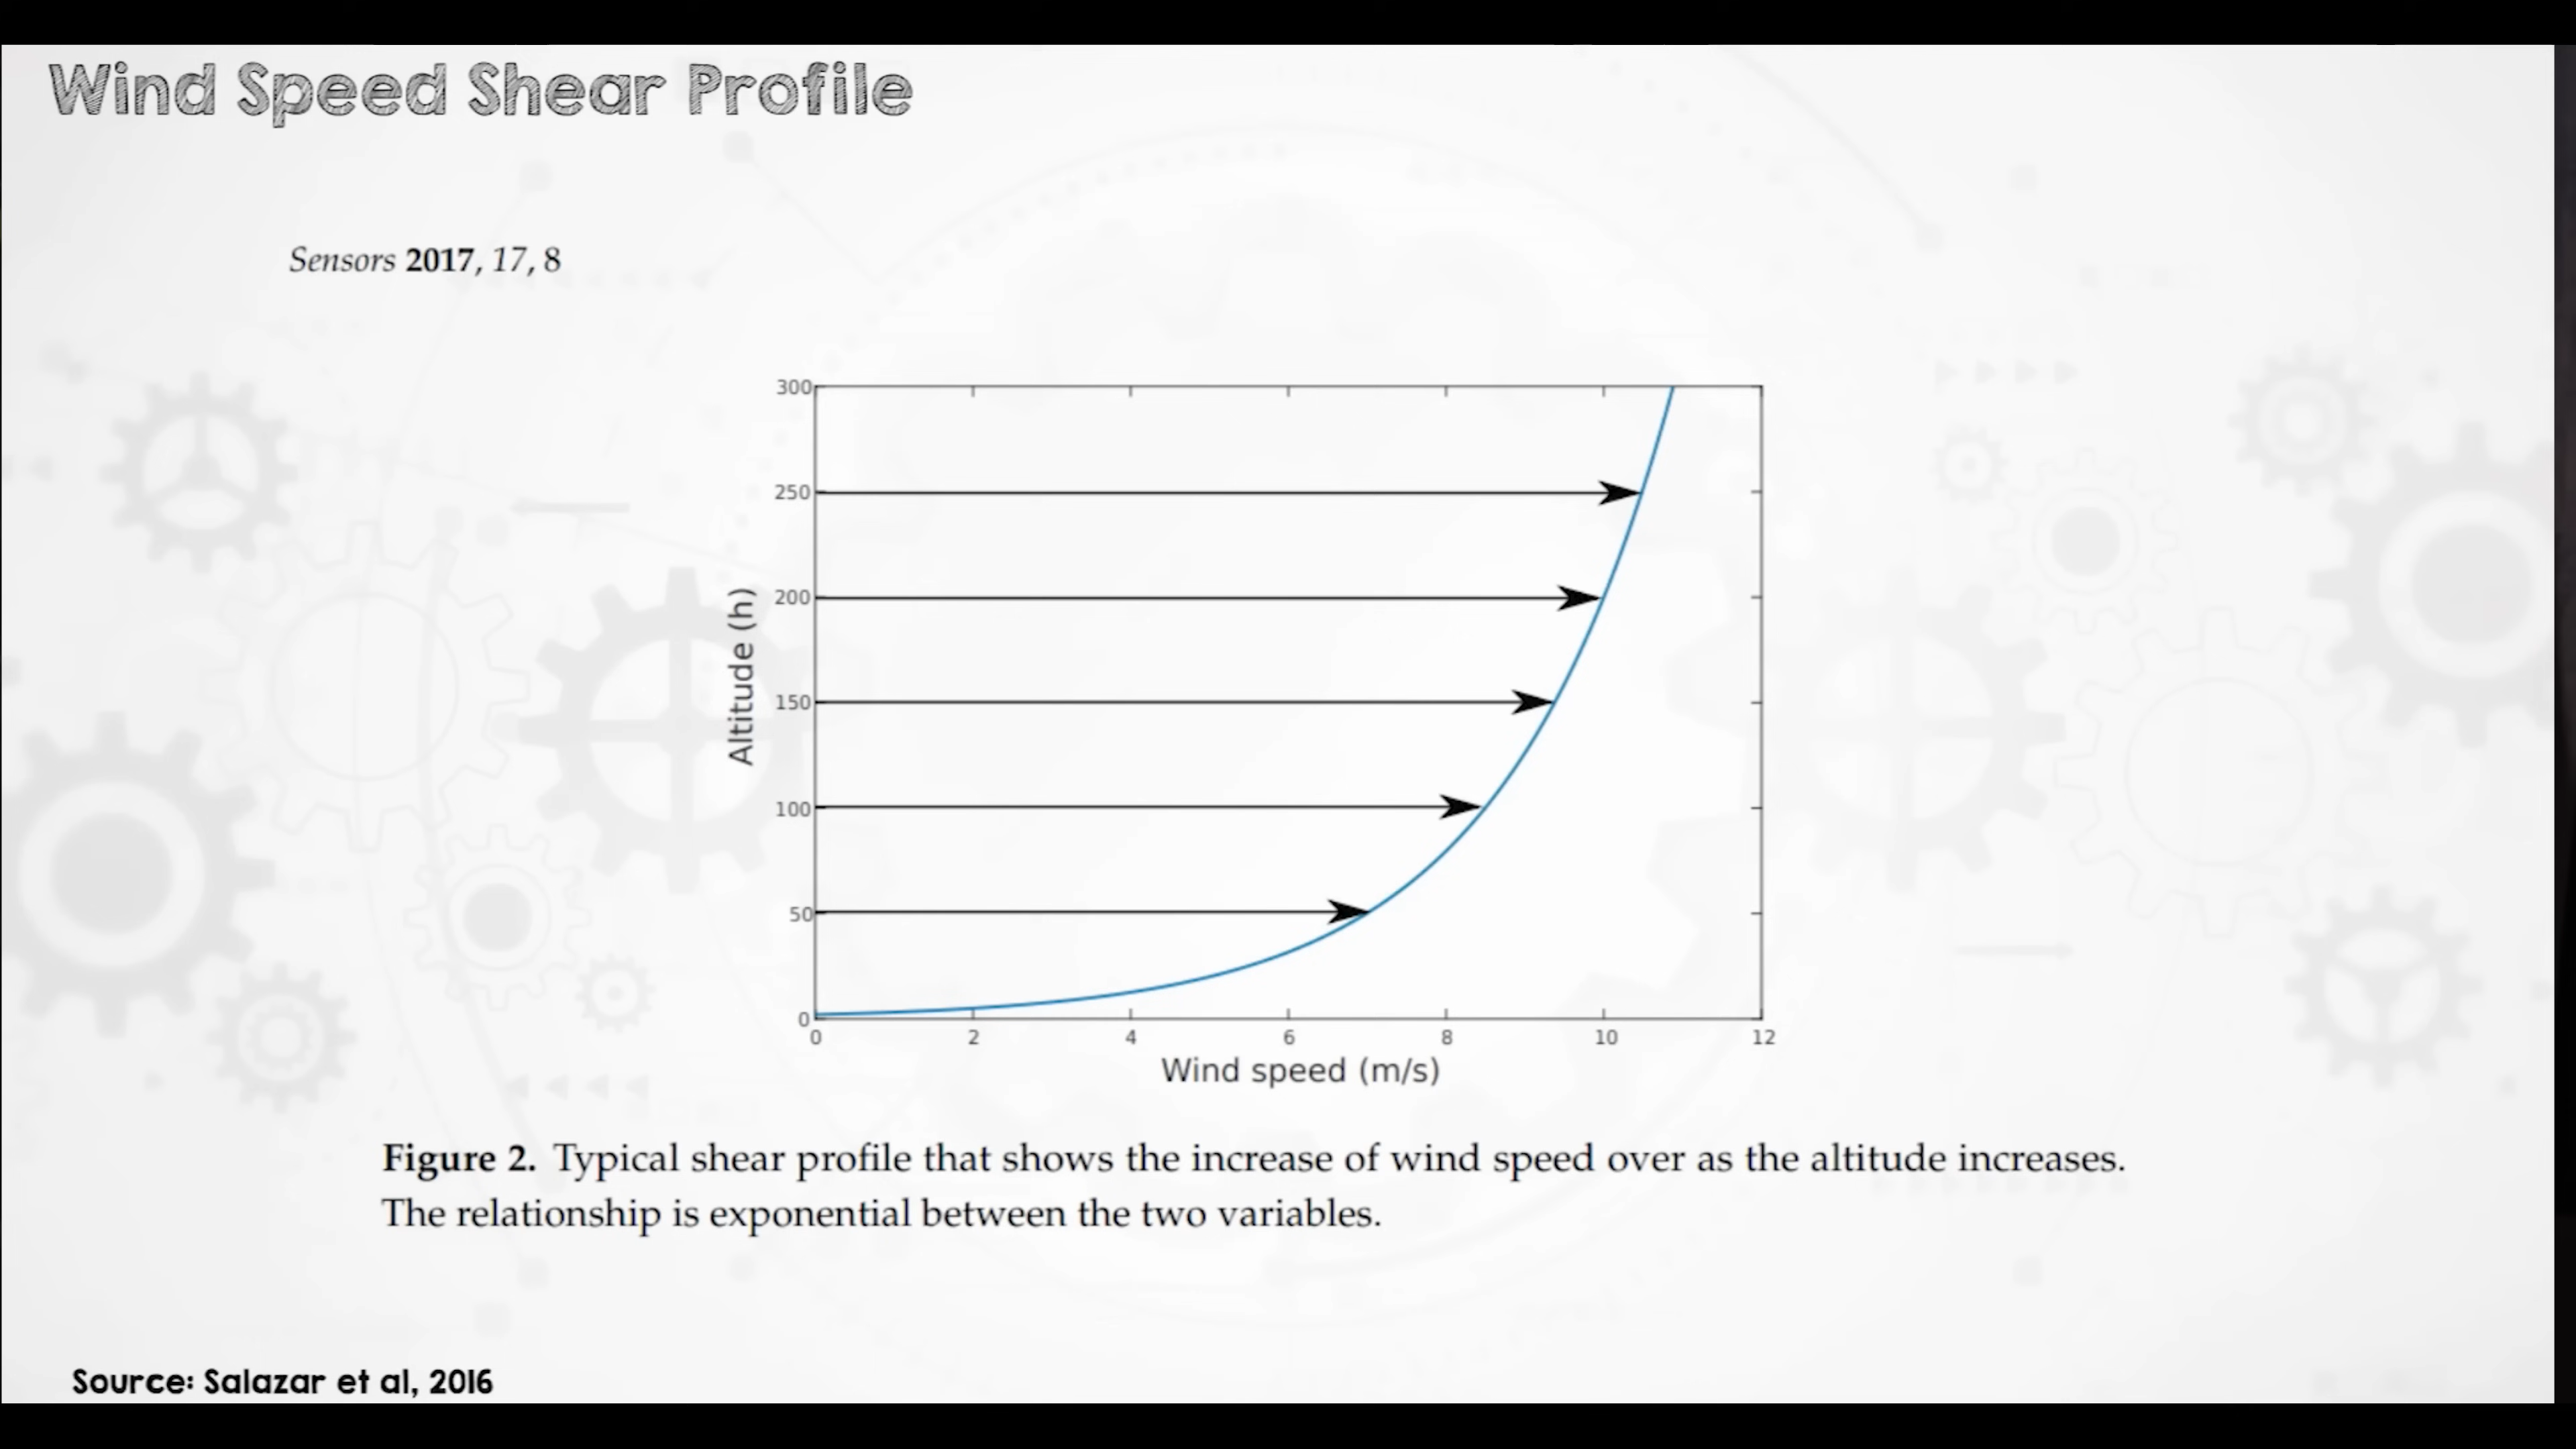 Wind Speed Shear Profile
Sensors 2017, 17, 8
300
250
200
150
100
50
0
Altitude (h)
0 2 4 6 8 10 12
Wind speed (m/s)
Figure 2. Typical shear profile that shows the increase of wind speed over as the altitude increases.
The relationship is exponential between the two variables.
Source: Salazar et al, 2016